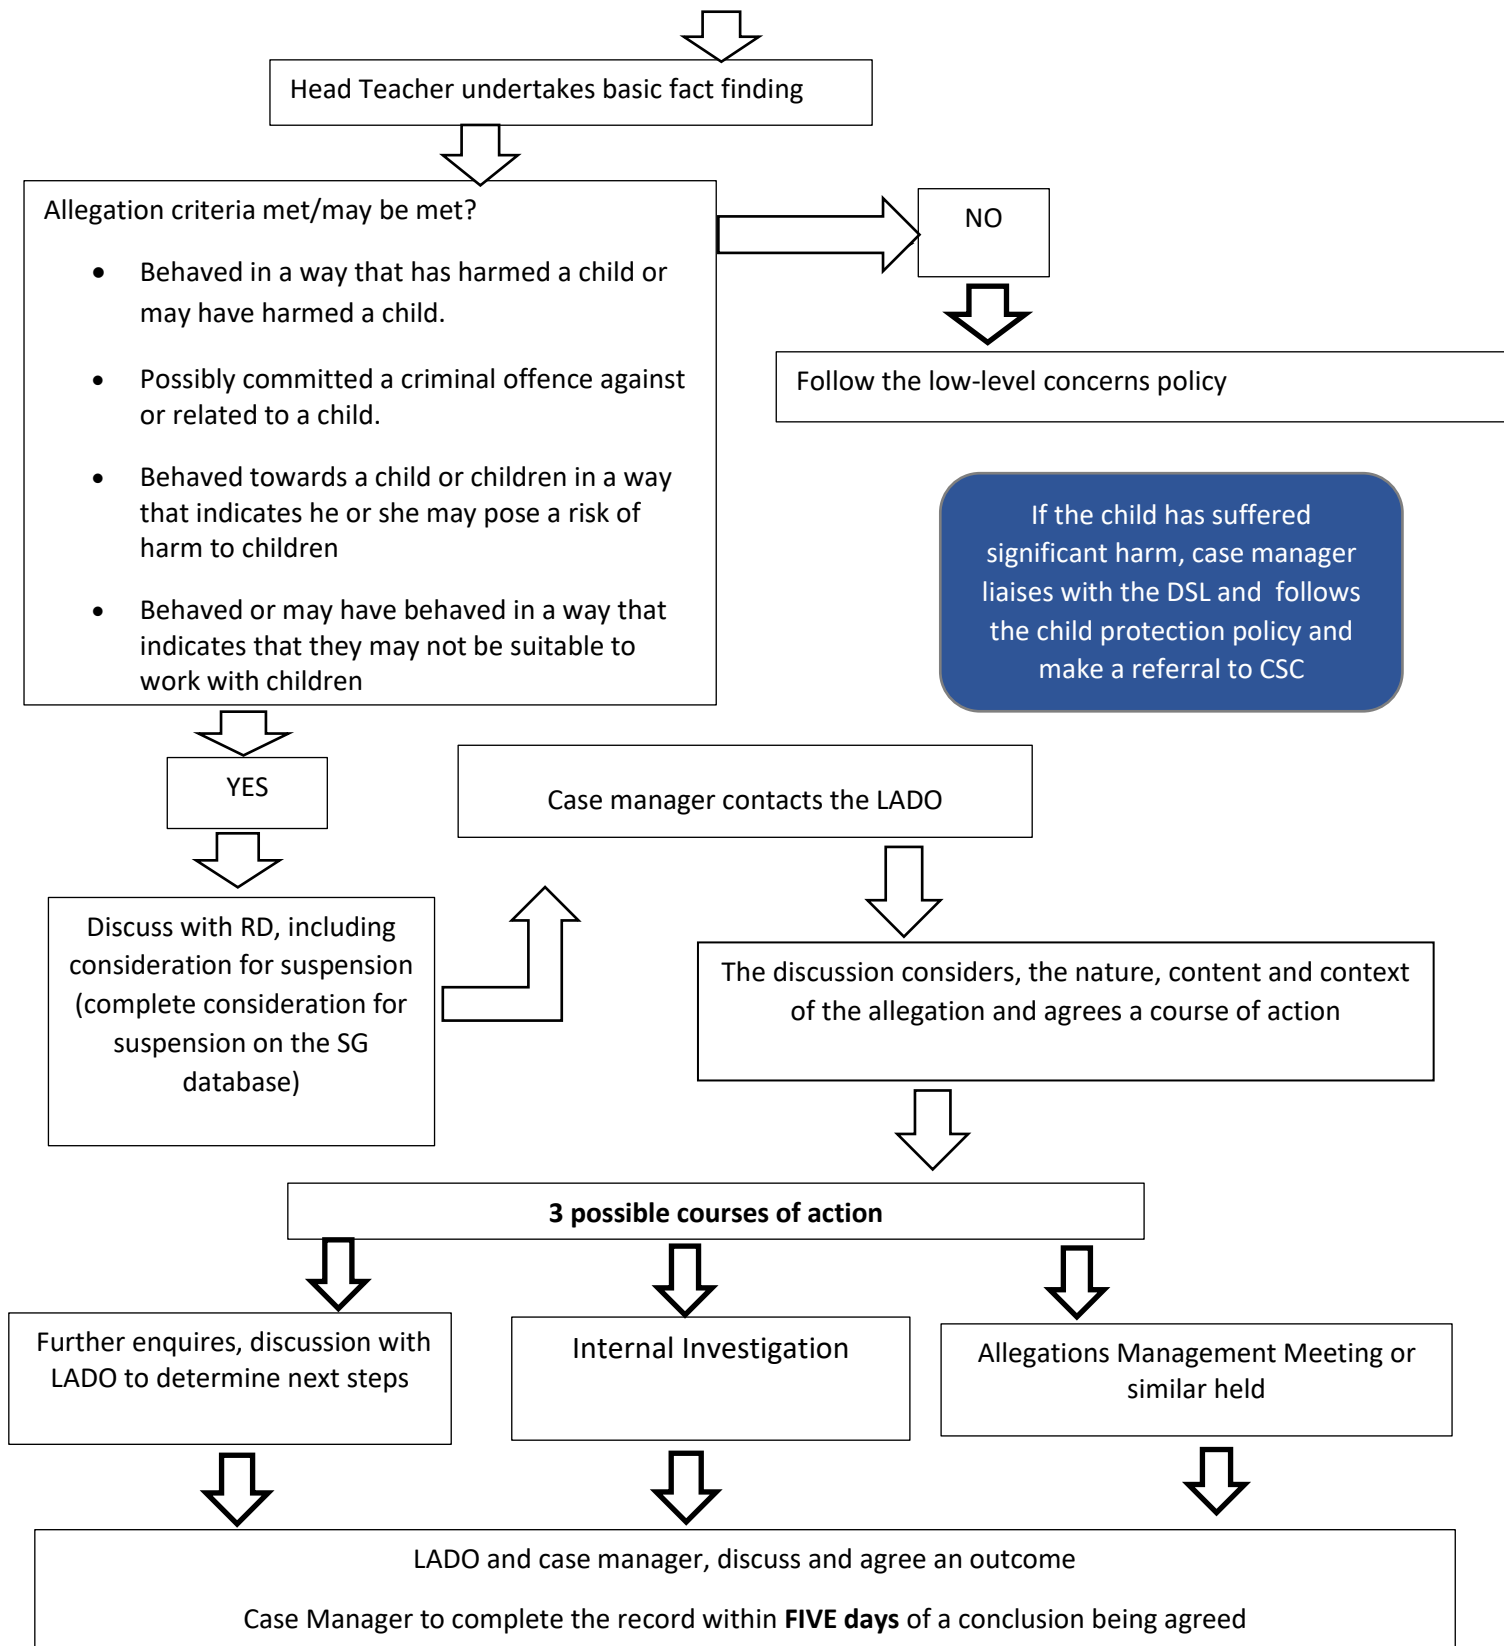 Head Teacher undertakes basic fact finding
Allegation criteria met/may be met?
• Behaved in a way that has harmed a child or
may have harmed a child.
• Possibly committed a criminal offence against
or related to a child.
• Behaved towards a child or children in a way
that indicates he or she may pose a risk of
harm to children
• Behaved or may have behaved in a way that
indicates that they may not be suitable to
work with children
NO
Follow the low-level concerns policy
If the child has suffered
significant harm, case manager
liaises with the DSL and  follows
the child protection policy and
make a referral to CSC
YES
Case manager contacts the LADO
Discuss with RD, including
consideration for suspension
(complete consideration for
suspension on the SG
database)
The discussion considers, the nature, content and context
of the allegation and agrees a course of action
3 possible courses of action
Further enquires, discussion with
LADO to determine next steps
Internal Investigation
Allegations Management Meeting or
similar held
LADO and case manager, discuss and agree an outcome
Case Manager to complete the record within FIVE days of a conclusion being agreed